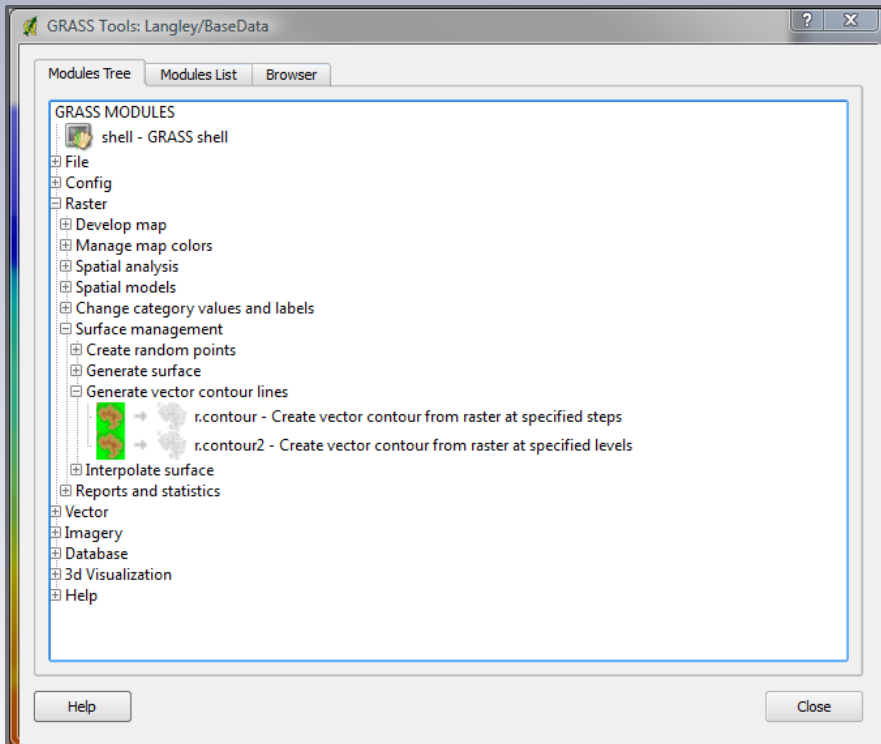 GRASS Tools: Langley/BaseData
Modules Tree
Modules List
Browser
GRASS MODULES
shell - GRASS shell
File
Config
Raster
Develop map
Manage map colors
Spatial analysis
Spatial models
Change category values and labels
Surface management
Create random points
Generate surface
Generate vector contour lines
r.contour - Create vector contour from raster at specified steps
r.contour2 - Create vector contour from raster at specified levels
Interpolate surface
Reports and statistics
Vector
Imagery
Database
3d Visualization
Help
Help
Close